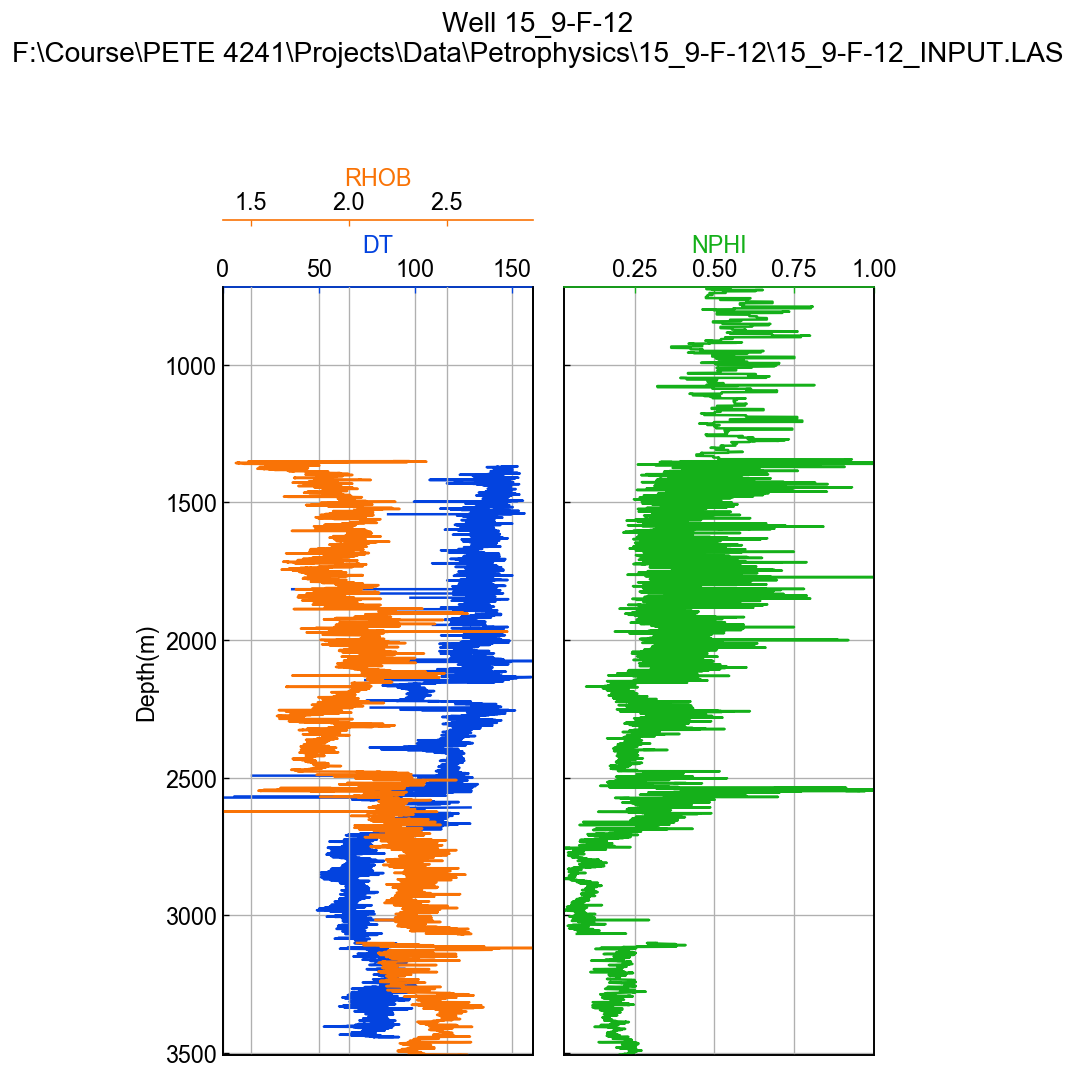 Well 15_9-F-12
F:\Course\PETE 4241\Projects\Data\Petrophysics\15_9-F-12\15_9-F-12_INPUT.LAS
RHOB
1.5 2.0 2.5
DT
0 50 100 150
NPHI
0.25 0.50 0.75 1.00
Depth(m)
1000
1500
2000
2500
3000
3500